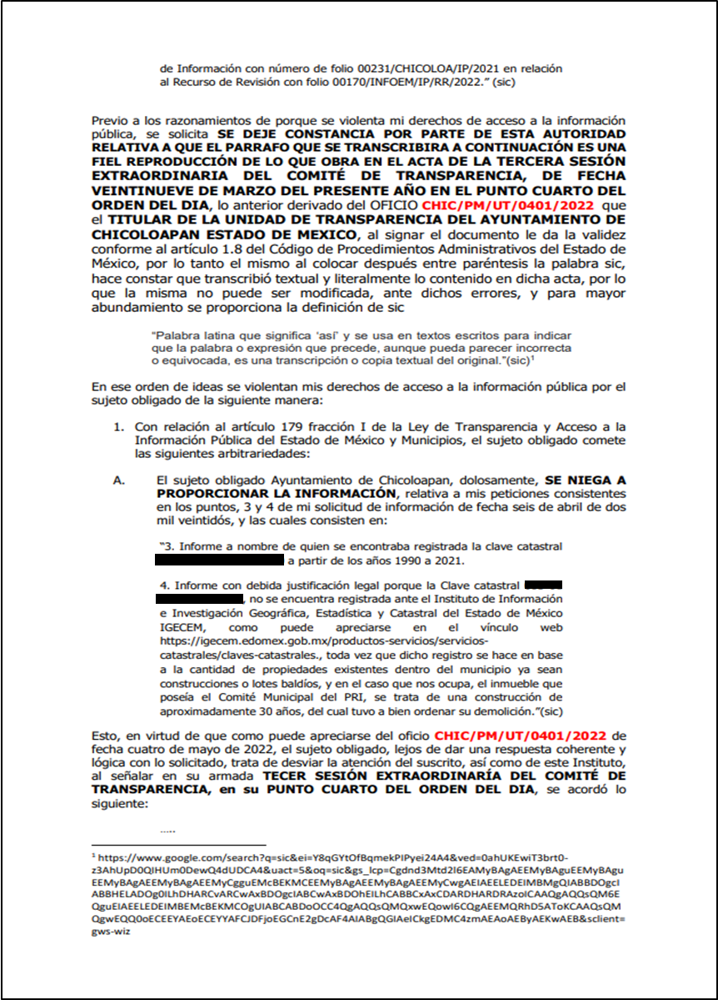 de Información con número de folio 00231/CHICOLOA/IP/2021 en relación
al Recurso de Revisión con folio 00170/INFOEM/IP/RR/2022." (sic)
Previo a los razonamientos de porque se violenta mi derechos de acceso a la información
pública, se solicita SE DEJE CONSTANCIA POR PARTE DE ESTA AUTORIDAD
RELATIVA A QUE EL PARRAFO QUE SE TRANSCRIBIRA A CONTINUACIÓN ES UNA
FIEL REPRODUCCIÓN DE LO QUE OBRA EN EL ACTA DE LA TERCERA SESIÓN
EXTRAORDINARIA DEL COMITÉ DE TRANSPARENCIA, DE FECHA
VEINTINUEVE DE MARZO DEL PRESENTE AÑO EN EL PUNTO CUARTO DEL
ORDEN DEL DIA, lo anterior derivado del OFICIO CHIC/PM/UT/0401/2022 que
el TITULAR DE LA UNIDAD DE TRANSPARENCIA DEL AYUNTAMIENTO DE
CHICOLOAPAN ESTADO DE MEXICO, al signar el documento le da la validez
conforme al artículo 1.8 del Código de Procedimientos Administrativos del Estado de
México, por lo tanto el mismo al colocar después entre paréntesis la palabra sic,
hace constar que transcribió textual y literalmente lo contenido en dicha acta, por lo
que la misma no puede ser modificada, ante dichos errores, y para mayor
abundamiento se proporciona la definición de sic
"Palabra latina que significa 'así' y se usa en textos escritos para indicar
que la palabra o expresión que precede, aunque pueda parecer incorrecta
o equivocada, es una transcripción o copia textual del original."(sic)¹
En ese orden de ideas se violentan mis derechos de acceso a la información pública por el
sujeto obligado de la siguiente manera:
1. Con relación al artículo 179 fracción I de la Ley de Transparencia y Acceso a la
Información Pública del Estado de México y Municipios, el sujeto obligado comete
las siguientes arbitrariedades:
A. El sujeto obligado Ayuntamiento de Chicoloapan, dolosamente, SE NIEGA A
PROPORCIONAR LA INFORMACIÓN, relativa a mis peticiones consistentes
en los puntos, 3 y 4 de mi solicitud de información de fecha seis de abril de dos
mil veintidós, y las cuales consisten en:
"3. Informe a nombre de quien se encontraba registrada la clave catastral
a partir de los años 1990 a 2021.
4. Informe con debida justificación legal porque la Clave catastral
, no se encuentra registrada ante el Instituto de Información
e Investigación Geográfica, Estadística y Catastral del Estado de México
IGECEM, como puede apreciarse en el vínculo web
https://igecem.edomex.gob.mx/productos-servicios/servicios-
catastrales/claves-catastrales., toda vez que dicho registro se hace en base
a la cantidad de propiedades existentes dentro del municipio ya sean
construcciones o lotes baldíos, y en el caso que nos ocupa, el inmueble que
poseía el Comité Municipal del PRI, se trata de una construcción de
aproximadamente 30 años, del cual tuvo a bien ordenar su demolición."(sic)
Esto, en virtud de que como puede apreciarse del oficio CHIC/PM/UT/0401/2022 de
fecha cuatro de mayo de 2022, el sujeto obligado, lejos de dar una respuesta coherente y
lógica con lo solicitado, trata de desviar la atención del suscrito, así como de este Instituto,
al señalar en su armada TECER SESIÓN EXTRAORDINARÍA DEL COMITÉ DE
TRANSPARENCIA, en su PUNTO CUARTO DEL ORDEN DEL DIA, se acordó lo
siguiente:
.....
¹ https://www.google.com/search?q=sic&ei=Y8qGYtOfBqmekPIPyei24A4&ved=0ahUKEwiT3brt0-
gws-wiz